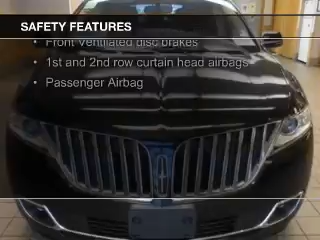 SAFETY FEATURES
• Front Ventilated disc brakes
• 1st and 2nd row curtain head airbags
• Passenger Airbag